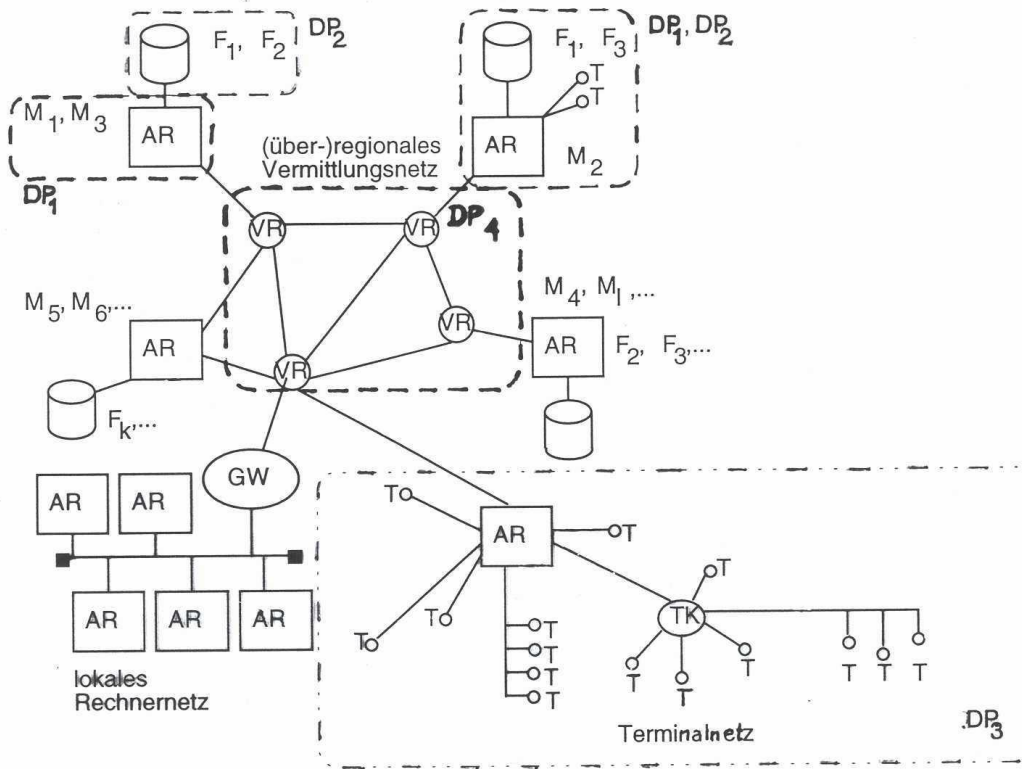 F₁, F₂
DP₂
F₁, F₃
DP₁, DP₂
T
T
M₁, M₃
AR
AR
M₂
(über-)regionales
Vermittlungsnetz
DP₁
VR
VR
DP₄
M₅, M₆,...
M₄, Mₗ,...
AR
VR
AR
F₂, F₃,...
VR
Fₖ,...
GW
AR
AR
T
AR
T
AR
AR
AR
T
T
TK
T
T
T
T
T
T
T
T
T
T
T
lokales
Rechnernetz
Terminalnetz
DP₃